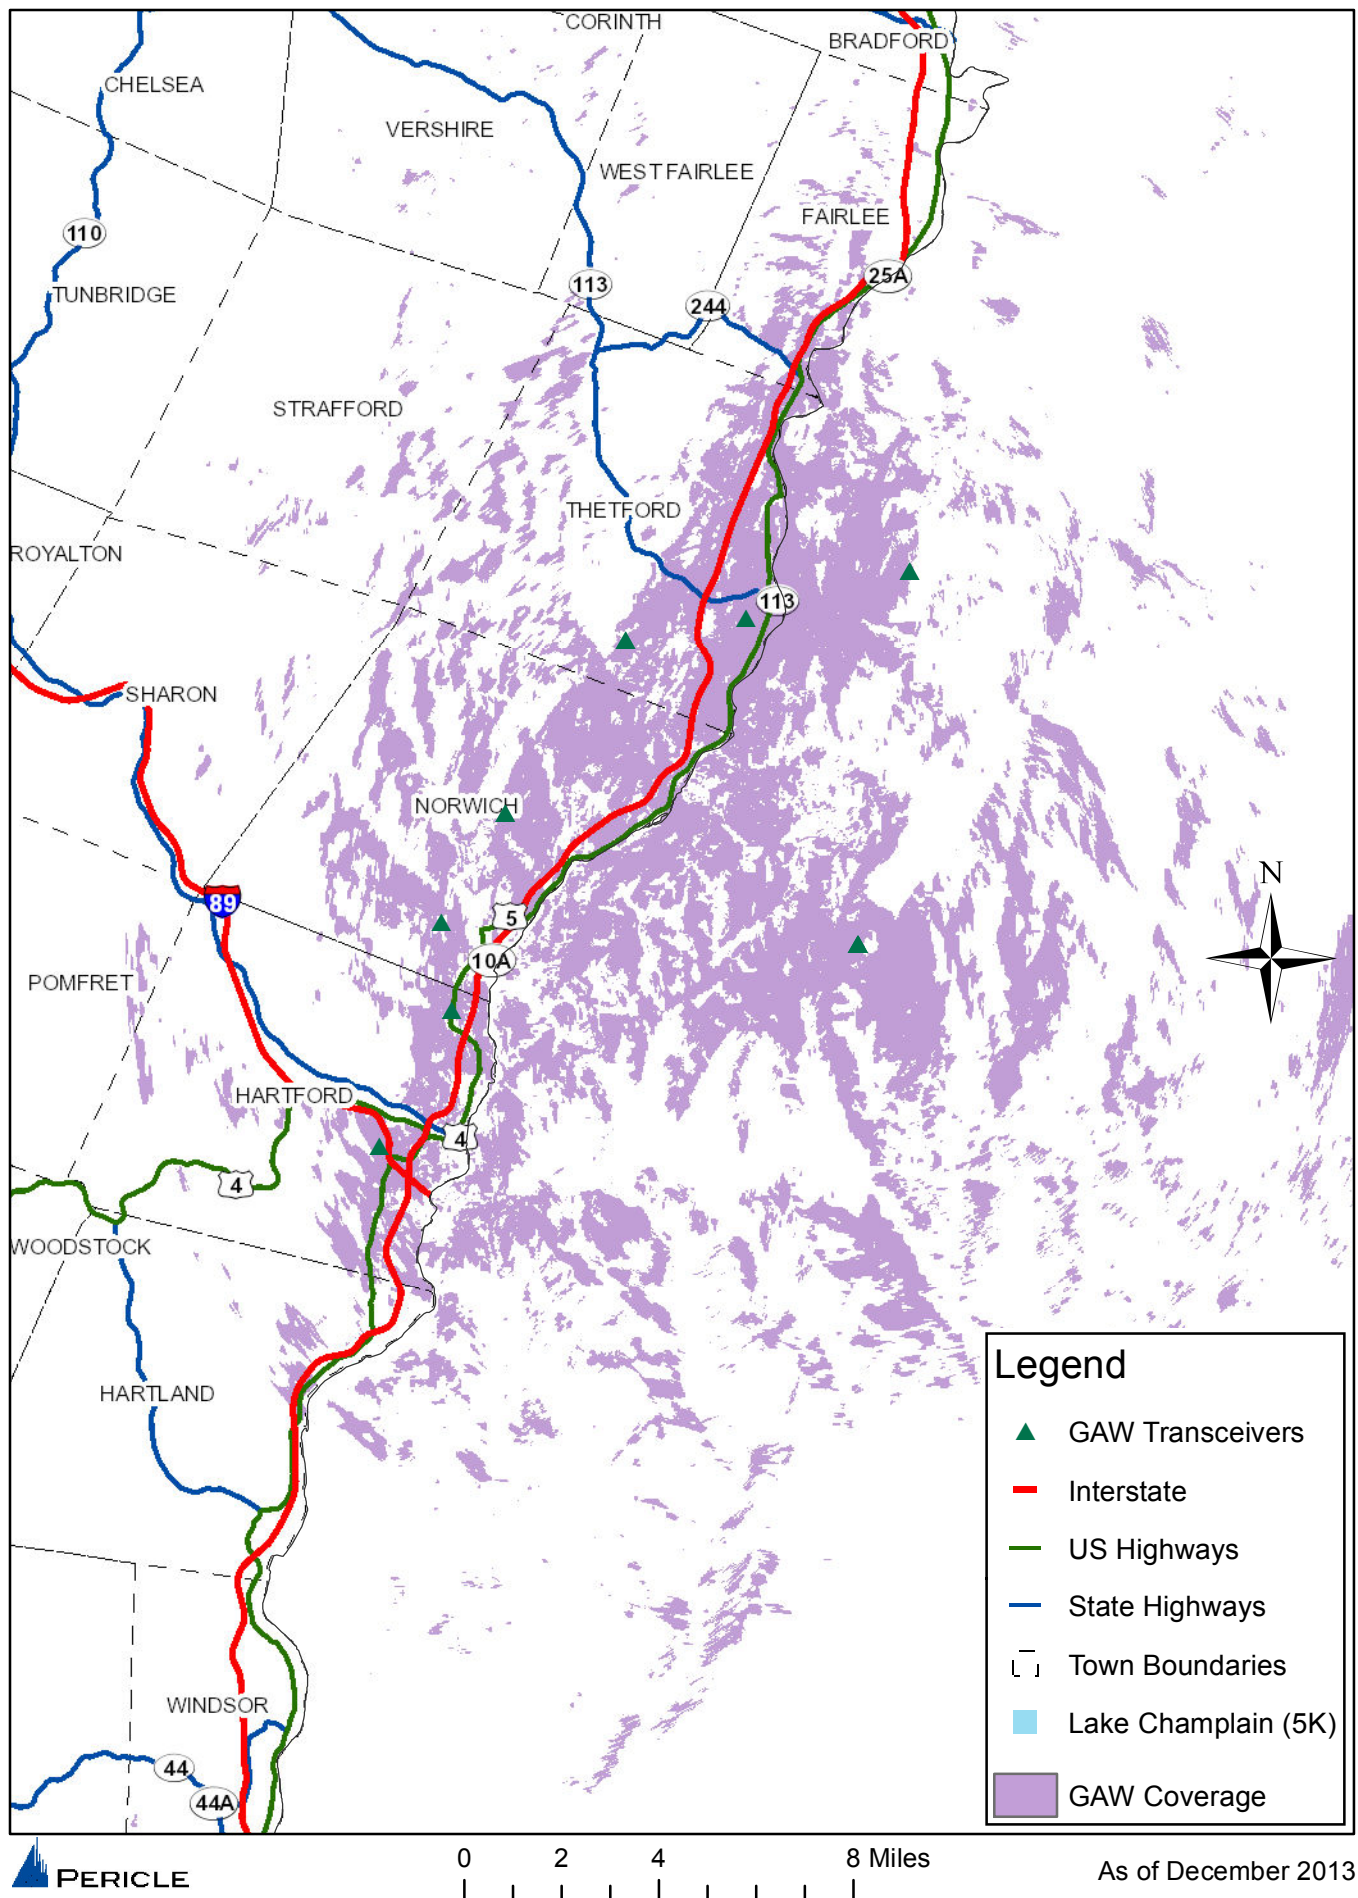 CORINTH
BRADFORD
CHELSEA
VERSHIRE
WEST FAIRLEE
FAIRLEE
110
25A
113
TUNBRIDGE
244
STRAFFORD
THETFORD
ROYALTON
113
SHARON
NORWICH
89
5
10A
N
POMFRET
HARTFORD
4
4
WOODSTOCK
HARTLAND
WINDSOR
44
44A
Legend
GAW Transceivers
Interstate
US Highways
State Highways
Town Boundaries
Lake Champlain (5K)
GAW Coverage
PERICLE
0 2 4 8 Miles
As of December 2013